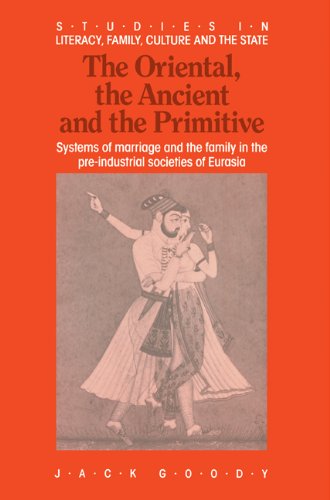 S·T·U·D·I·E·S I·N
LITERACY, FAMILY, CULTURE AND THE STATE
The Oriental,
the Ancient
and the Primitive
Systems of marriage and the family in the
pre-industrial societies of Eurasia
J·A·C·K G·O·O·D·Y